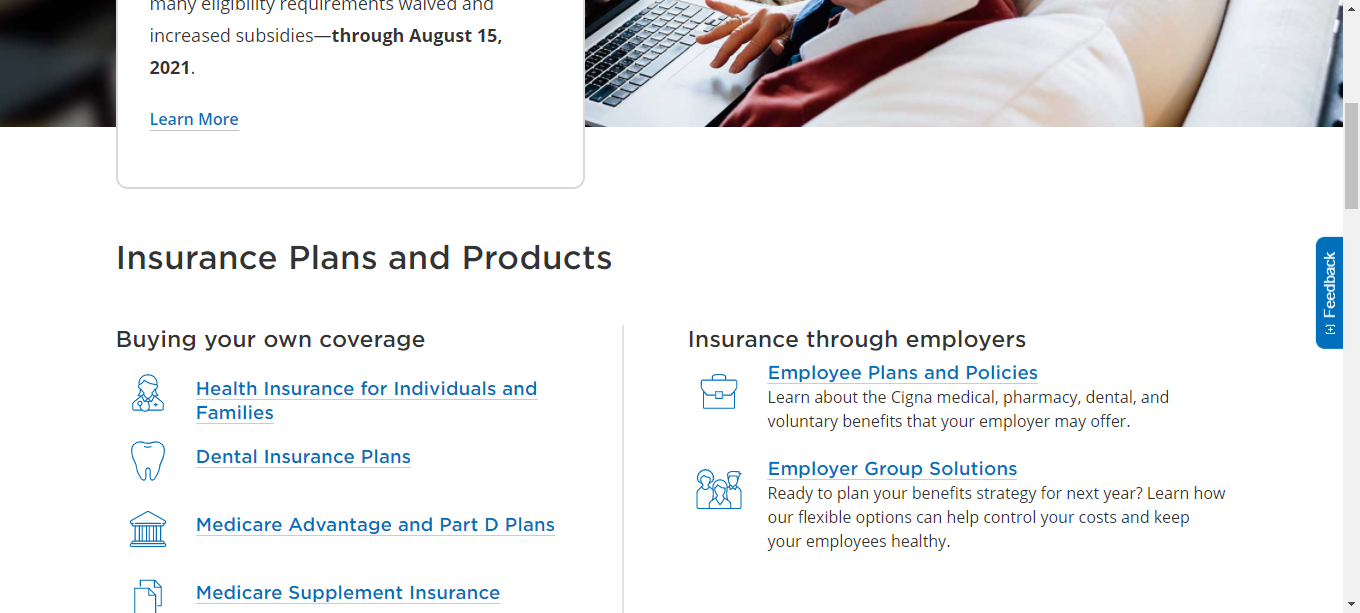 many eligibility requirements waived and
increased subsidies—through August 15,
2021.
Learn More
Insurance Plans and Products
Buying your own coverage
Health Insurance for Individuals and
Families
Dental Insurance Plans
Medicare Advantage and Part D Plans
Medicare Supplement Insurance
Insurance through employers
Employee Plans and Policies
Learn about the Cigna medical, pharmacy, dental, and
voluntary benefits that your employer may offer.
Employer Group Solutions
Ready to plan your benefits strategy for next year? Learn how
our flexible options can help control your costs and keep
your employees healthy.
[+] Feedback